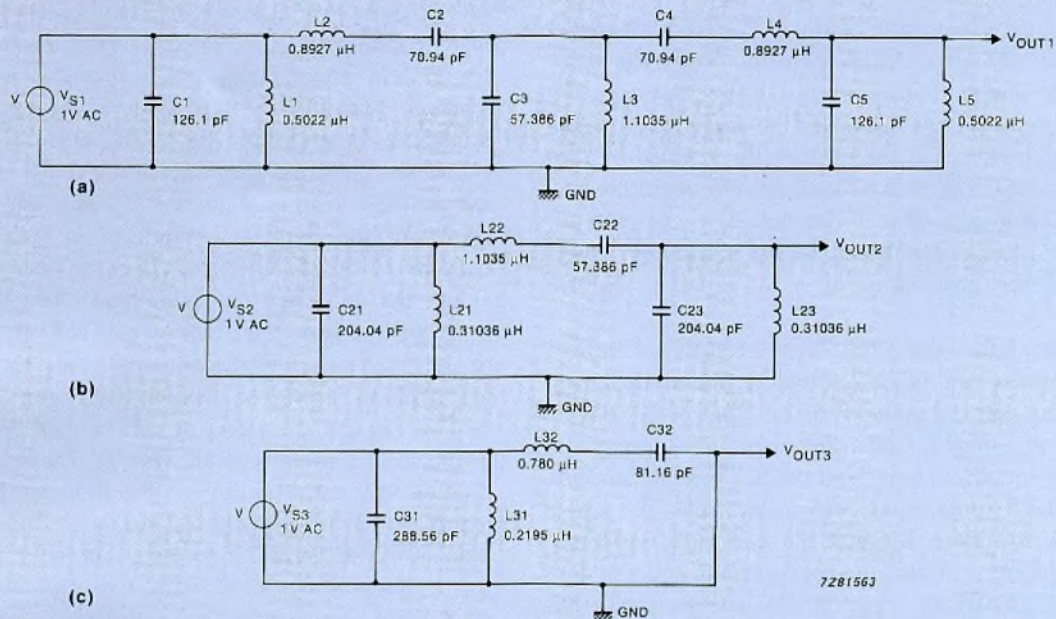 L2
0.8927 µH
C2
70.94 pF
C4
70.94 pF
L4
0.8927 µH
VOUT1
V
VS1
1V AC
C1
126.1 pF
L1
0.5022 µH
C3
57.386 pF
L3
1.1035 µH
C5
126.1 pF
L5
0.5022 µH
(a)
GND
L22
1.1035 µH
C22
57.386 pF
VOUT2
V
VS2
1V AC
C21
204.04 pF
L21
0.31036 µH
C23
204.04 pF
L23
0.31036 µH
(b)
GND
L32
0.780 µH
C32
81.16 pF
VOUT3
V
VS3
1V AC
C31
288.56 pF
L31
0.2195 µH
7281563
(c)
GND